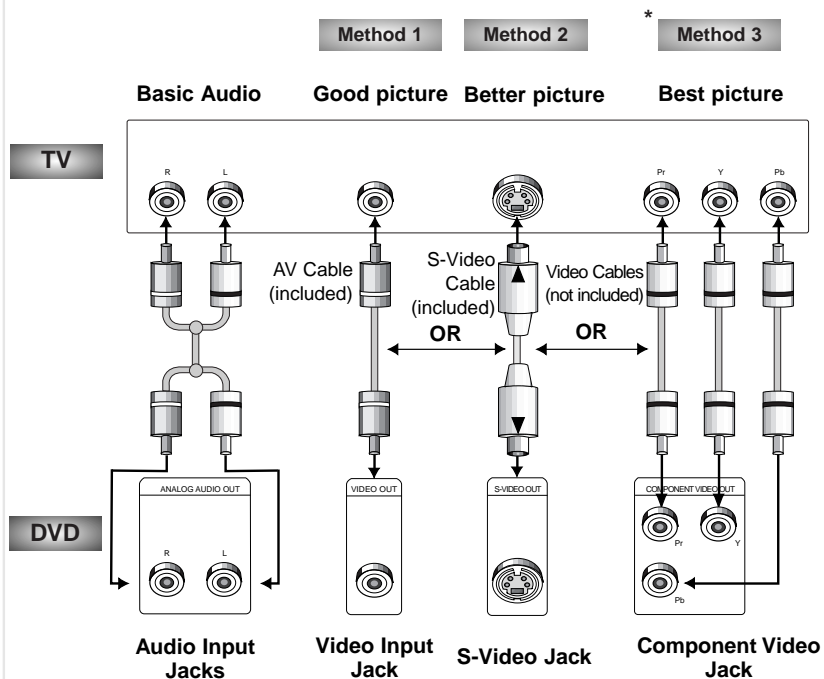 *
Method 1
Method 2
Method 3
Basic Audio
Good picture
Better picture
Best picture
TV
R
L
Pr
Y
Pb
AV Cable
(included)
S-Video
Cable
(included)
Video Cables
(not included)
OR
OR
DVD
ANALOG AUDIO OUT
R
L
VIDEO OUT
S-VIDEO OUT
COMPONENT VIDEO OUT
Pr
Y
Pb
Audio Input
Jacks
Video Input
Jack
S-Video Jack
Component Video
Jack